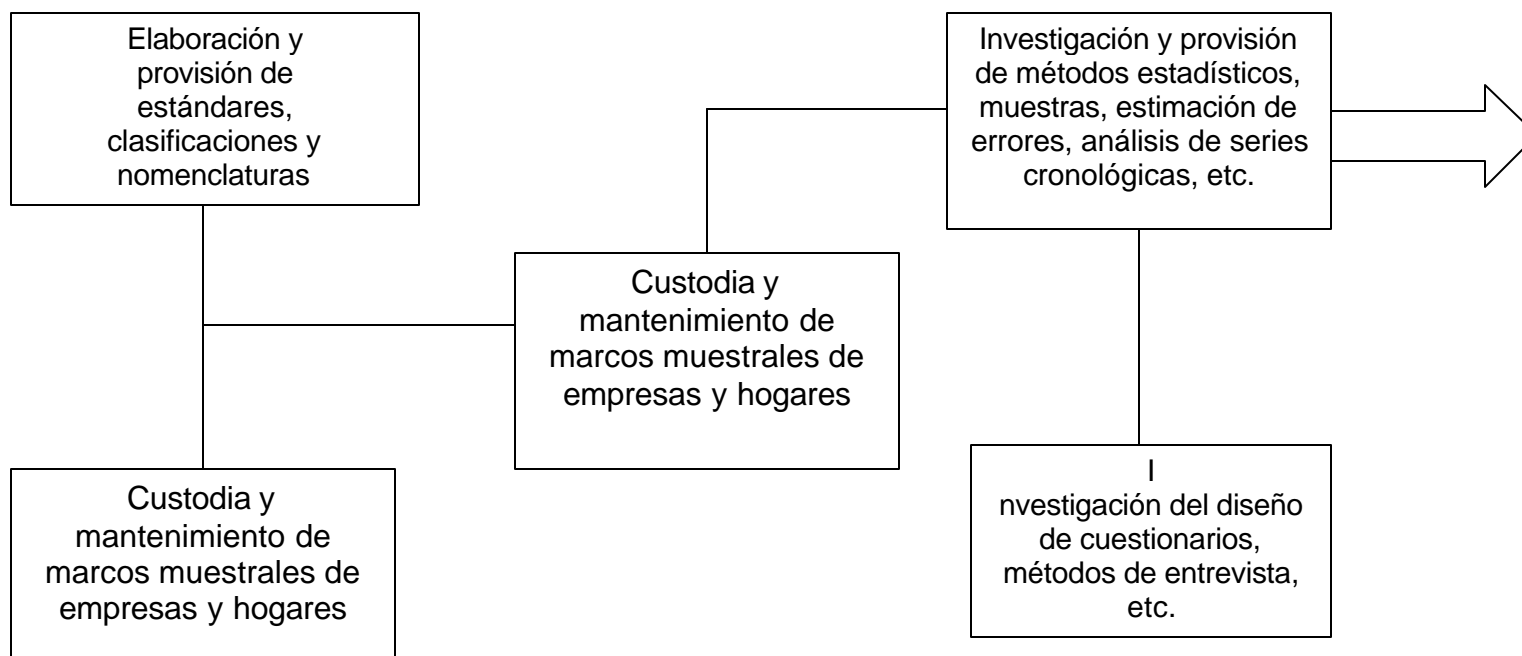 Elaboración y
provisión de
estándares,
clasificaciones y
nomenclaturas
Investigación y provisión
de métodos estadísticos,
muestras, estimación de
errores, análisis de series
cronológicas, etc.
Custodia y
mantenimiento de
marcos muestrales de
empresas y hogares
Custodia y
mantenimiento de
marcos muestrales de
empresas y hogares
I
nvestigación del diseño
de cuestionarios,
métodos de entrevista,
etc.